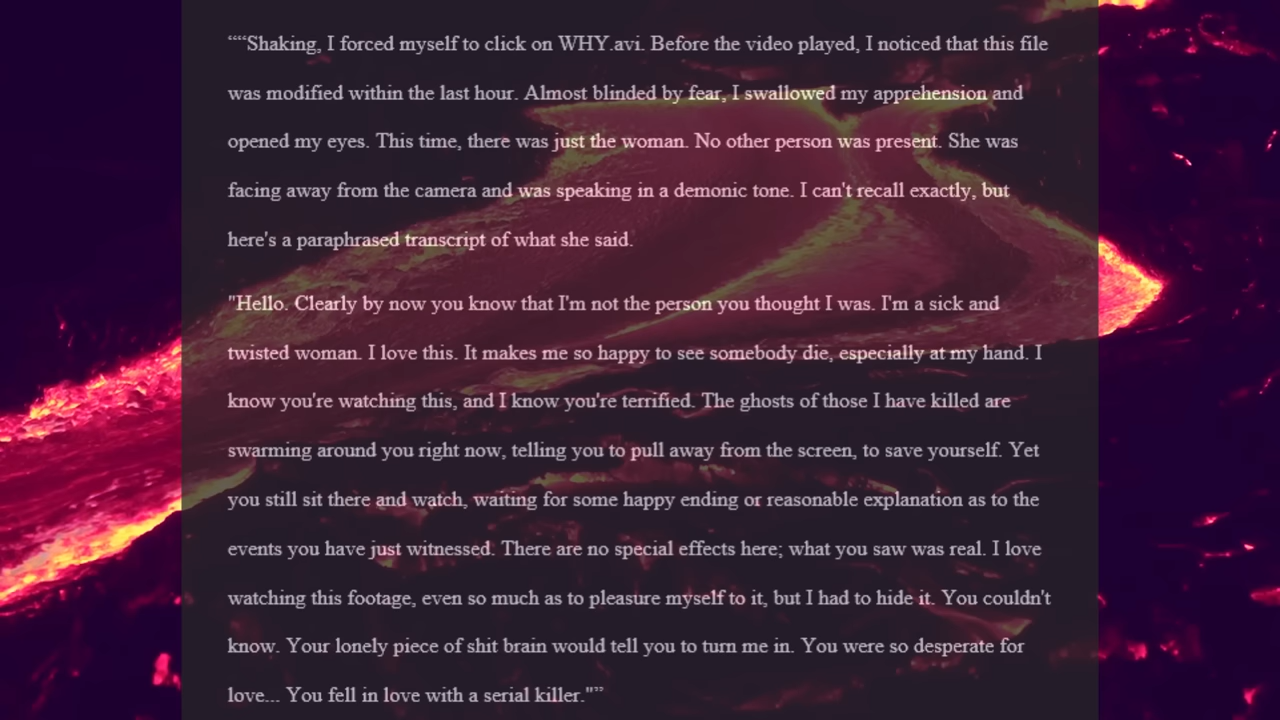 ““"Shaking, I forced myself to click on WHY.avi. Before the video played, I noticed that this file
was modified within the last hour. Almost blinded by fear, I swallowed my apprehension and
opened my eyes. This time, there was just the woman. No other person was present. She was
facing away from the camera and was speaking in a demonic tone. I can't recall exactly, but
here's a paraphrased transcript of what she said.
"Hello. Clearly by now you know that I'm not the person you thought I was. I'm a sick and
twisted woman. I love this. It makes me so happy to see somebody die, especially at my hand. I
know you're watching this, and I know you're terrified. The ghosts of those I have killed are
swarming around you right now, telling you to pull away from the screen, to save yourself. Yet
you still sit there and watch, waiting for some happy ending or reasonable explanation as to the
events you have just witnessed. There are no special effects here; what you saw was real. I love
watching this footage, even so much as to pleasure myself to it, but I had to hide it. You couldn't
know. Your lonely piece of shit brain would tell you to turn me in. You were so desperate for
love... You fell in love with a serial killer."”